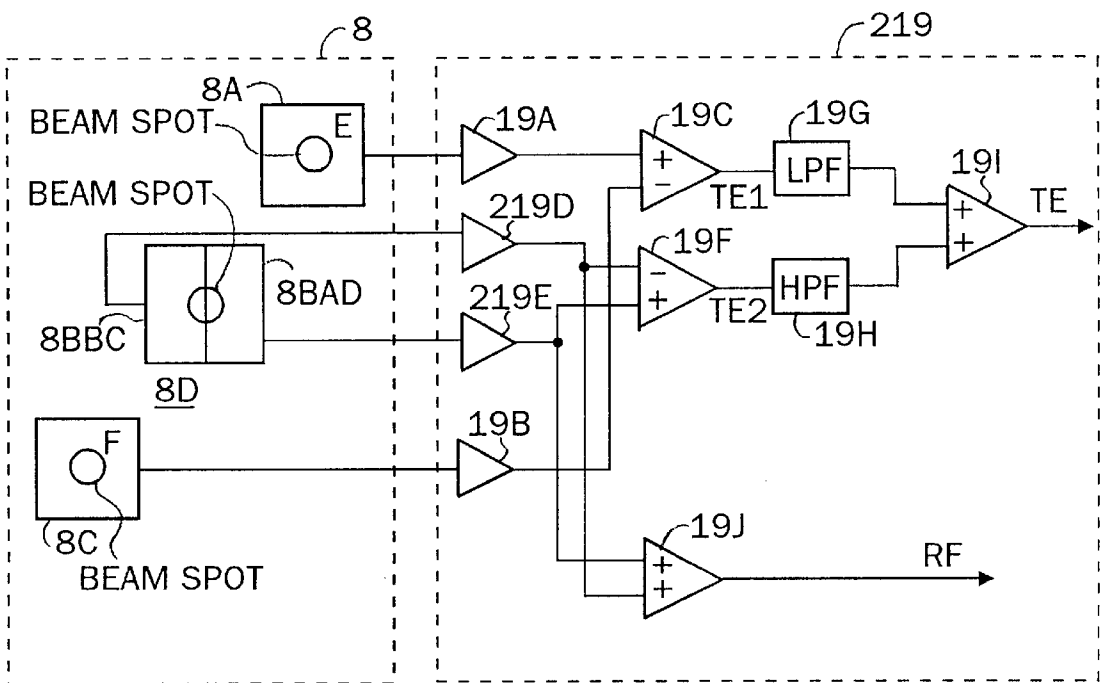 8
219
8A
BEAM SPOT
E
19A
19C
19G
LPF
19I
+
−
TE1
+
+
TE
BEAM SPOT
219D
19F
8BAD
−
+
TE2
HPF
19H
219E
8BBC
8D
19B
F
8C
BEAM SPOT
19J
+
+
RF